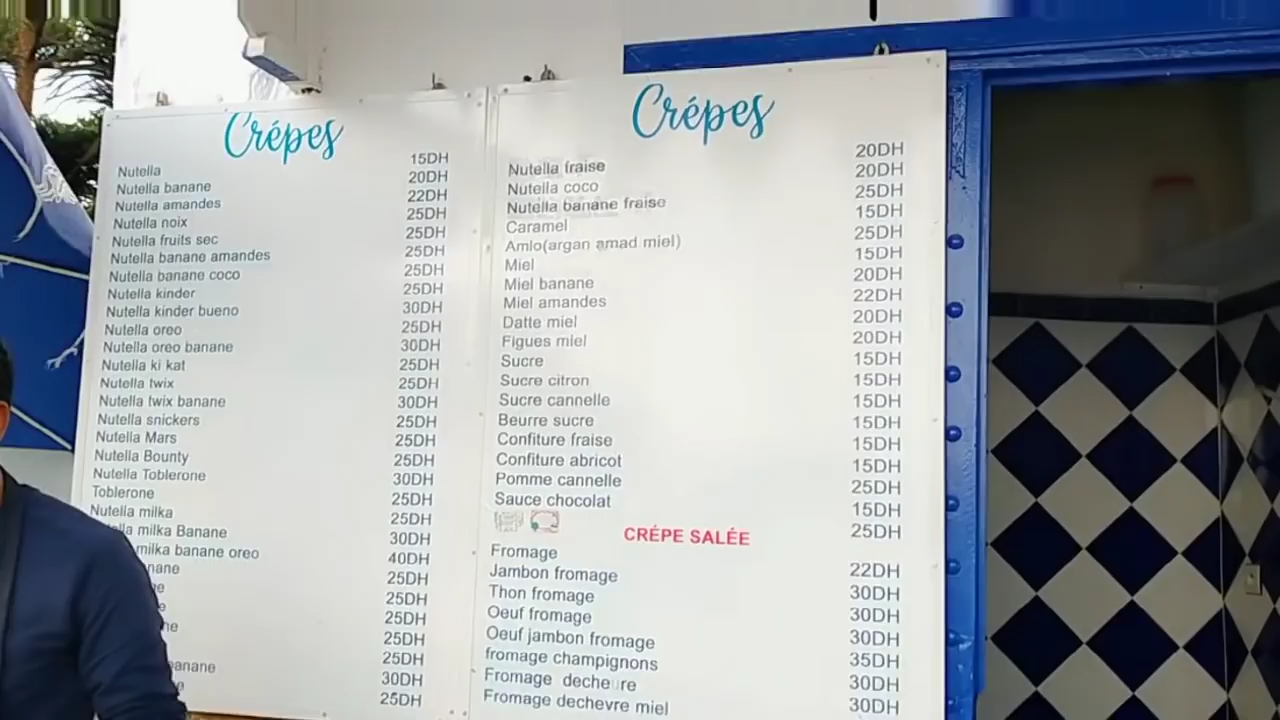 Crépes
Nutella
Nutella banane
Nutella amandes
Nutella noix
Nutella fruits sec
Nutella banane amandes
Nutella banane coco
Nutella kinder
Nutella kinder bueno
Nutella oreo
Nutella oreo banane
Nutella ki kat
Nutella twix
Nutella twix banane
Nutella snickers
Nutella Mars
Nutella Bounty
Nutella Toblerone
Toblerone
Nutella milka
milka Banane
milka banane oreo
banane
15DH
20DH
22DH
25DH
25DH
25DH
25DH
25DH
30DH
25DH
30DH
25DH
25DH
30DH
25DH
25DH
25DH
30DH
25DH
25DH
30DH
40DH
25DH
25DH
25DH
25DH
25DH
30DH
25DH
Crépes
Nutella fraise
Nutella coco
Nutella banane fraise
Caramel
Amlo(argan amad miel)
Miel
Miel banane
Miel amandes
Datte miel
Figues miel
Sucre
Sucre citron
Sucre cannelle
Beurre sucre
Confiture fraise
Confiture abricot
Pomme cannelle
Sauce chocolat
20DH
20DH
25DH
15DH
25DH
15DH
20DH
22DH
20DH
20DH
15DH
15DH
15DH
15DH
15DH
25DH
15DH
25DH
CRÉPE SALÉE
Fromage
Jambon fromage
Thon fromage
Oeuf fromage
Oeuf jambon fromage
fromage champignons
Fromage
Fromage dechevre miel
22DH
30DH
30DH
30DH
35DH
30DH
30DH